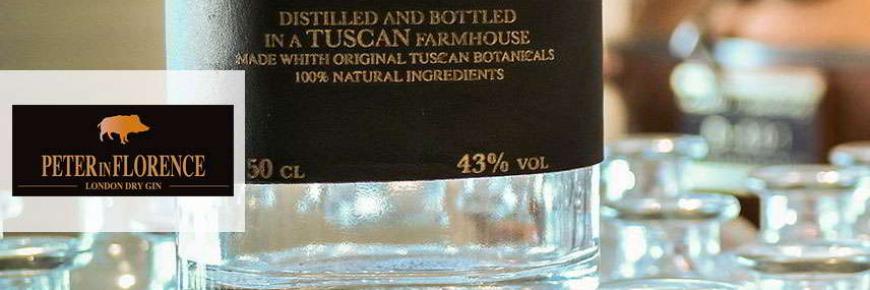 DISTILLED AND BOTTLED
IN A TUSCAN FARMHOUSE
MADE WHITH ORIGINAL TUSCAN BOTANICALS
100% NATURAL INGREDIENTS
50 CL 43% VOL
PETER IN FLORENCE
LONDON DRY GIN